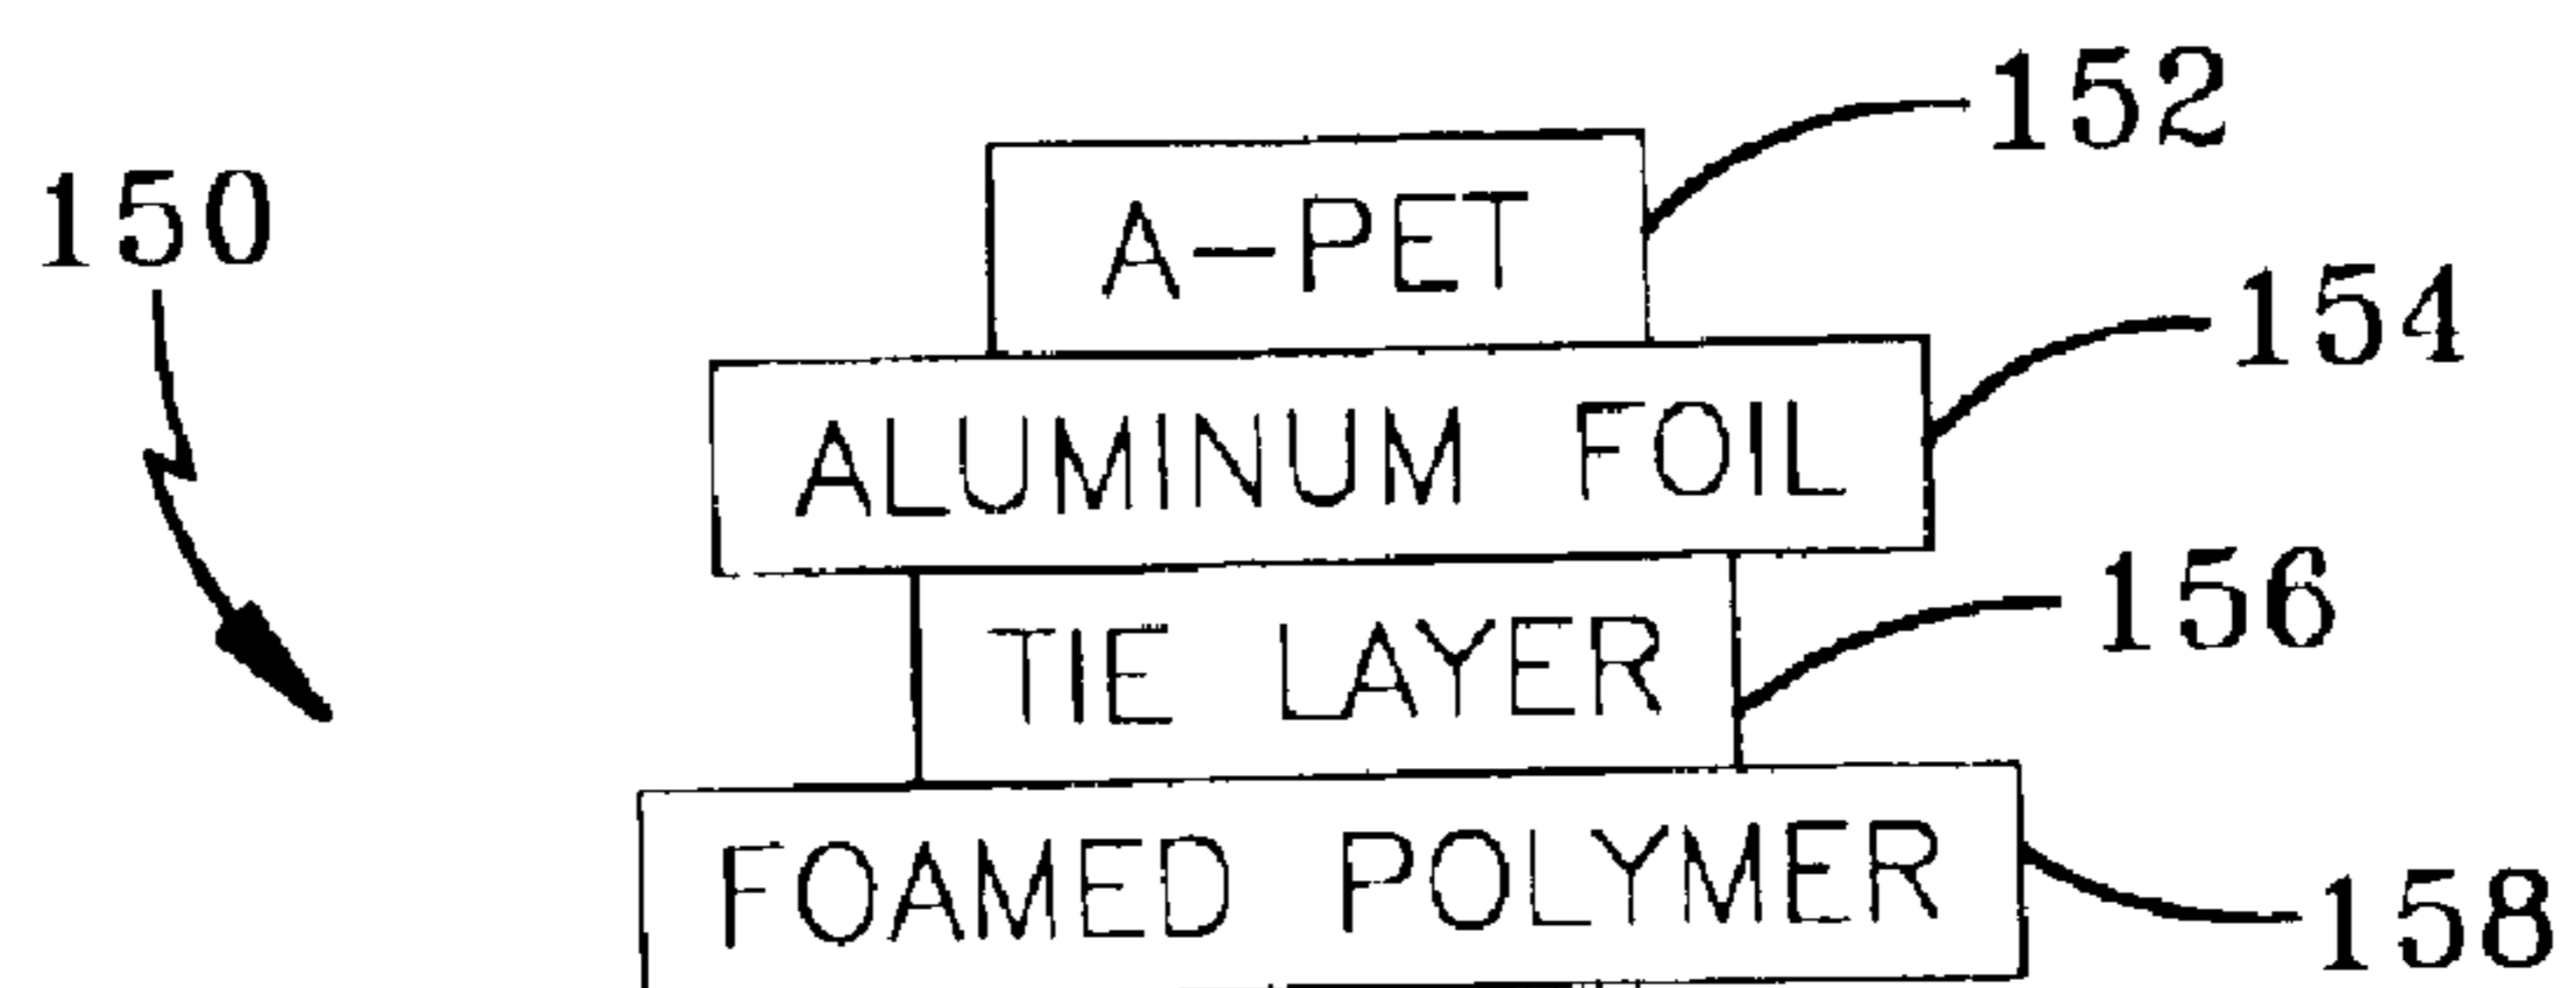 152
150
A-PET
154
ALUMINUM FOIL
156
TIE LAYER
158
FOAMED POLYMER